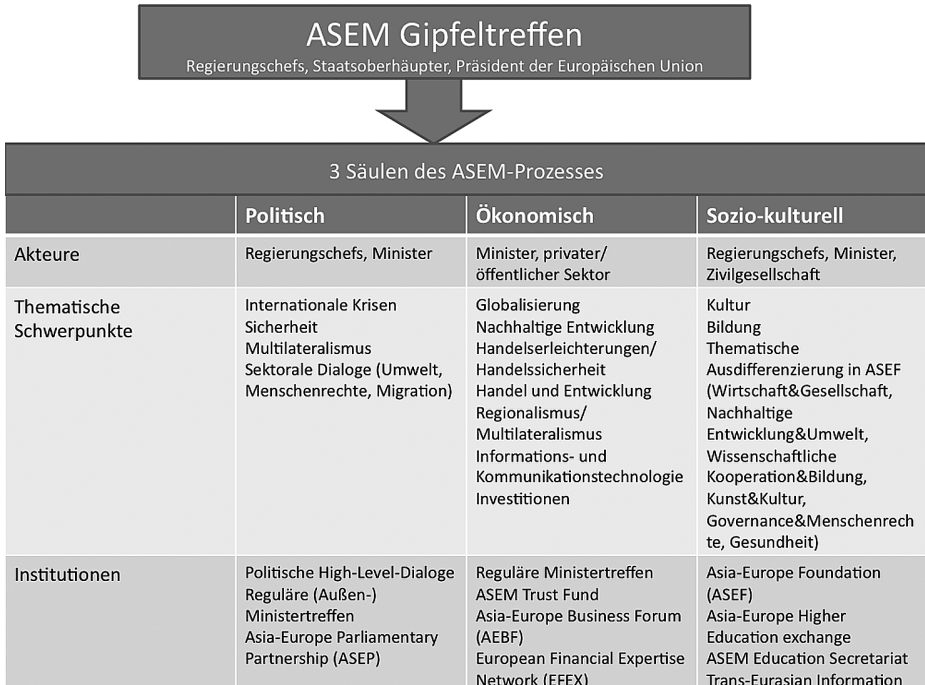 ASEM Gipfeltreffen
Regierungschefs, Staatsoberhäupter, Präsident der Europäischen Union
3 Säulen des ASEM-Prozesses
Politisch
Ökonomisch
Sozio-kulturell
Akteure
Regierungschefs, Minister
Minister, privater/
öffentlicher Sektor
Regierungschefs, Minister,
Zivilgesellschaft
Thematische
Schwerpunkte
Internationale Krisen
Sicherheit
Multilateralismus
Sektorale Dialoge (Umwelt,
Menschenrechte, Migration)
Globalisierung
Nachhaltige Entwicklung
Handelserleichterungen/
Handelssicherheit
Handel und Entwicklung
Regionalismus/
Multilateralismus
Informations- und
Kommunikationstechnologie
Investitionen
Kultur
Bildung
Thematische
Ausdifferenzierung in ASEF
(Wirtschaft&Gesellschaft,
Nachhaltige
Entwicklung&Umwelt,
Wissenschaftliche
Kooperation&Bildung,
Kunst&Kultur,
Governance&Menschenrech
te, Gesundheit)
Institutionen
Politische High-Level-Dialoge
Reguläre (Außen-)
Ministertreffen
Asia-Europe Parliamentary
Partnership (ASEP)
Reguläre Ministertreffen
ASEM Trust Fund
Asia-Europe Business Forum
(AEBF)
European Financial Expertise
Network (EFEX)
Asia-Europe Foundation
(ASEF)
Asia-Europe Higher
Education exchange
ASEM Education Secretariat
Trans-Eurasian Information